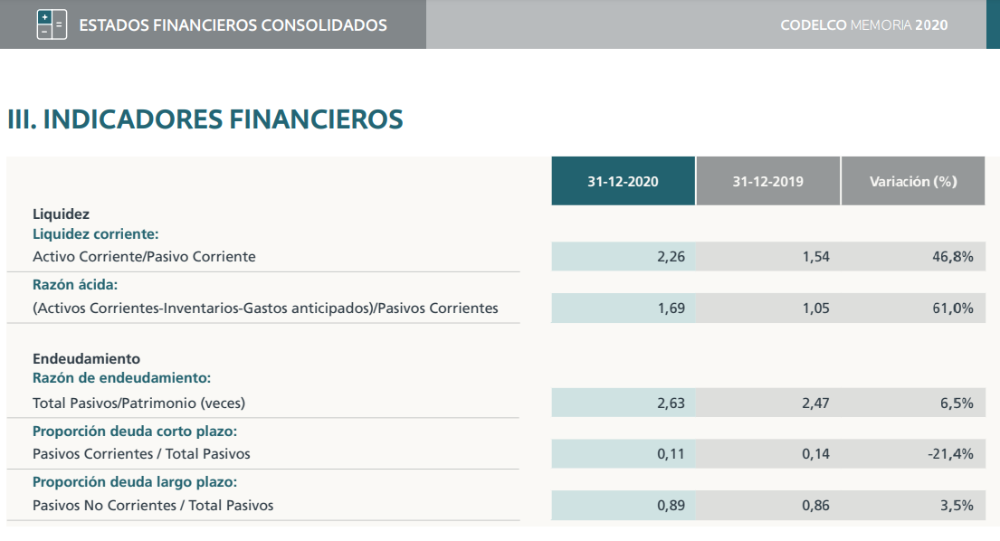 ESTADOS FINANCIEROS CONSOLIDADOS
CODELCO MEMORIA 2020
III. INDICADORES FINANCIEROS
31-12-2020 31-12-2019 Variación (%)
Liquidez
Liquidez corriente:
Activo Corriente/Pasivo Corriente 2,26 1,54 46,8%
Razón ácida:
(Activos Corrientes-Inventarios-Gastos anticipados)/Pasivos Corrientes 1,69 1,05 61,0%
Endeudamiento
Razón de endeudamiento:
Total Pasivos/Patrimonio (veces) 2,63 2,47 6,5%
Proporción deuda corto plazo:
Pasivos Corrientes / Total Pasivos 0,11 0,14 -21,4%
Proporción deuda largo plazo:
Pasivos No Corrientes / Total Pasivos 0,89 0,86 3,5%